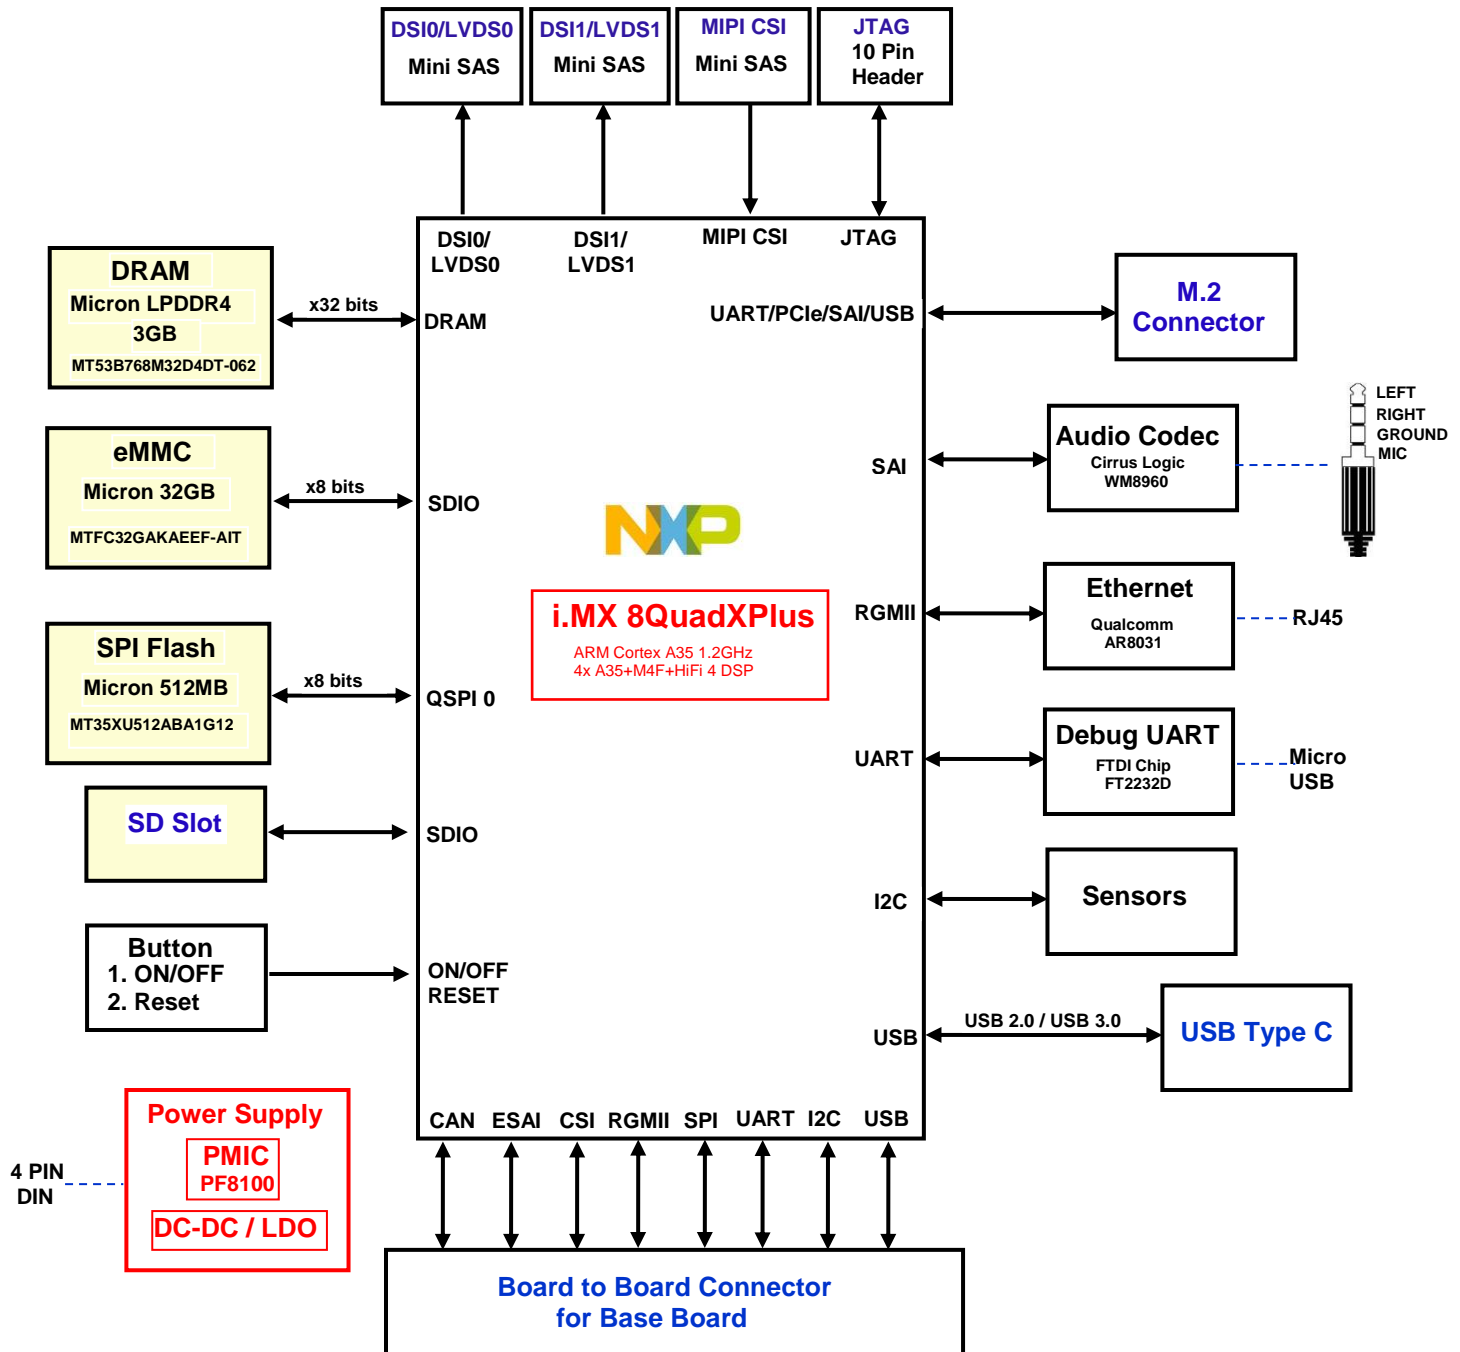 DSI0/LVDS0
Mini SAS
DSI1/LVDS1
Mini SAS
MIPI CSI
Mini SAS
JTAG
10 Pin
Header
DSI0/
LVDS0
DSI1/
LVDS1
MIPI CSI
JTAG
DRAM
Micron LPDDR4
3GB
MT53B768M32D4DT-062
x32 bits
DRAM
UART/PCIe/SAI/USB
M.2
Connector
eMMC
Micron 32GB
MTFC32GAKAEEF-AIT
x8 bits
SDIO
SAI
Audio Codec
Cirrus Logic
WM8960
LEFT
RIGHT
GROUND
MIC
NXP
i.MX 8QuadXPlus
ARM Cortex A35 1.2GHz
4x A35+M4F+HiFi 4 DSP
RGMII
Ethernet
Qualcomm
AR8031
RJ45
SPI Flash
Micron 512MB
MT35XU512ABA1G12
x8 bits
QSPI 0
UART
Debug UART
FTDI Chip
FT2232D
Micro
USB
SD Slot
SDIO
I2C
Sensors
Button
1. ON/OFF
2. Reset
ON/OFF
RESET
USB
USB 2.0 / USB 3.0
USB Type C
Power Supply
PMIC
PF8100
DC-DC / LDO
4 PIN
DIN
CAN
ESAI
CSI
RGMII
SPI
UART
I2C
USB
Board to Board Connector
for Base Board